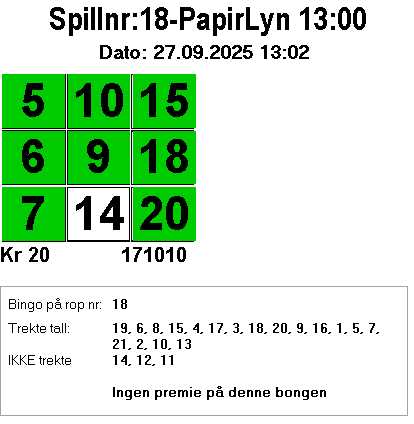 Spillnr:18-PapirLyn 13:00
Dato: 27.09.2025 13:02
5 10 15
6 9 18
7 14 20
Kr 20 171010
Bingo på rop nr: 18
Trekte tall: 19, 6, 8, 15, 4, 17, 3, 18, 20, 9, 16, 1, 5, 7,
21, 2, 10, 13
IKKE trekte 14, 12, 11
Ingen premie på denne bongen